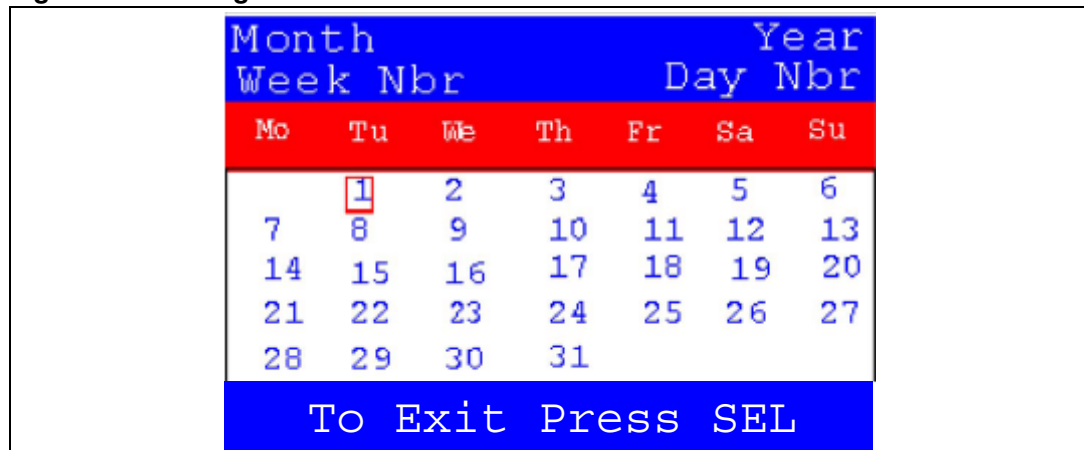 Month Year
Week Nbr Day Nbr
Mo Tu We Th Fr Sa Su
1 2 3 4 5 6
7 8 9 10 11 12 13
14 15 16 17 18 19 20
21 22 23 24 25 26 27
28 29 30 31
To Exit Press SEL